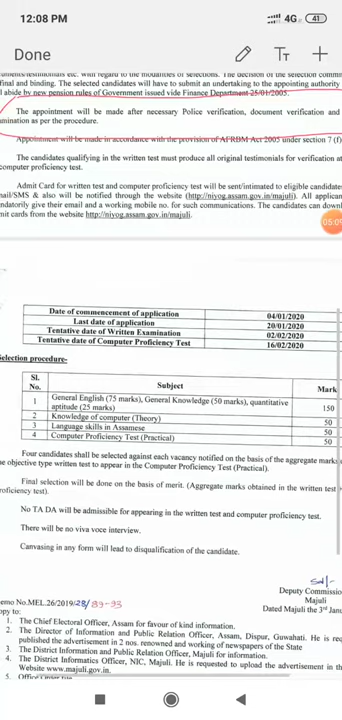 12:08 PM 4G 41
Done Tт +
final and binding. The selected candidates will have to submit an undertaking to the appointing authority
abide by new pension rules of Government issued vide Finance Department 25/01/2005.
The appointment will be made after necessary Police verification, document verification and
mination as per the procedure.
Appointment will be made in accordance with the provision of AFRBM Act 2005 under section 7 (f)
The candidates qualifying in the written test must produce all original testimonials for verification at
computer proficiency test.
Admit Card for written test and computer proficiency test will be sent/intimated to eligible candidates
mail/SMS & also will be notified through the website (http://niyog.assam.gov.in/majuli). All applican
ndatorily give their email and a working mobile no. for such communications. The candidates can downl
mit cards from the website http://niyog.assam.gov.in/majuli.
05:09
Date of commencement of application 04/01/2020
Last date of application 20/01/2020
Tentative date of Written Examination 02/02/2020
Tentative date of Computer Proficiency Test 16/02/2020
Selection procedure-
Sl. No. Subject Mark
1 General English (75 marks), General Knowledge (50 marks), quantitative aptitude (25 marks) 150
2 Knowledge of computer (Theory) 50
3 Language skills in Assamese 50
4 Computer Proficiency Test (Practical) 50
Four candidates shall be selected against each vacancy notified on the basis of the aggregate marks
e objective type written test to appear in the Computer Proficiency Test (Practical).
Final selection will be done on the basis of merit. (Aggregate marks obtained in the written test
roficiency test).
No TA DA will be admissible for appearing in the written test and computer proficiency test.
There will be no viva voce interview.
Canvasing in any form will lead to disqualification of the candidate.
Sd/-
Deputy Commissio
Majuli
emo No.MEL.26/2019/28/89-93 Dated Majuli the 3rd Janu
opy to:
1. The Chief Electoral Officer, Assam for favour of kind information.
2. The Director of Information and Public Relation Officer, Assam, Dispur, Guwahati. He is req
published the advertisement in 2 nos. renowned and working of newspapers of the State
3. The District Information and Public Relation Officer, Majuli for information.
4. The District Informatics Officer, NIC, Majuli. He is requested to upload the advertisement in th
Website www.majuli.gov.in.
5. Office